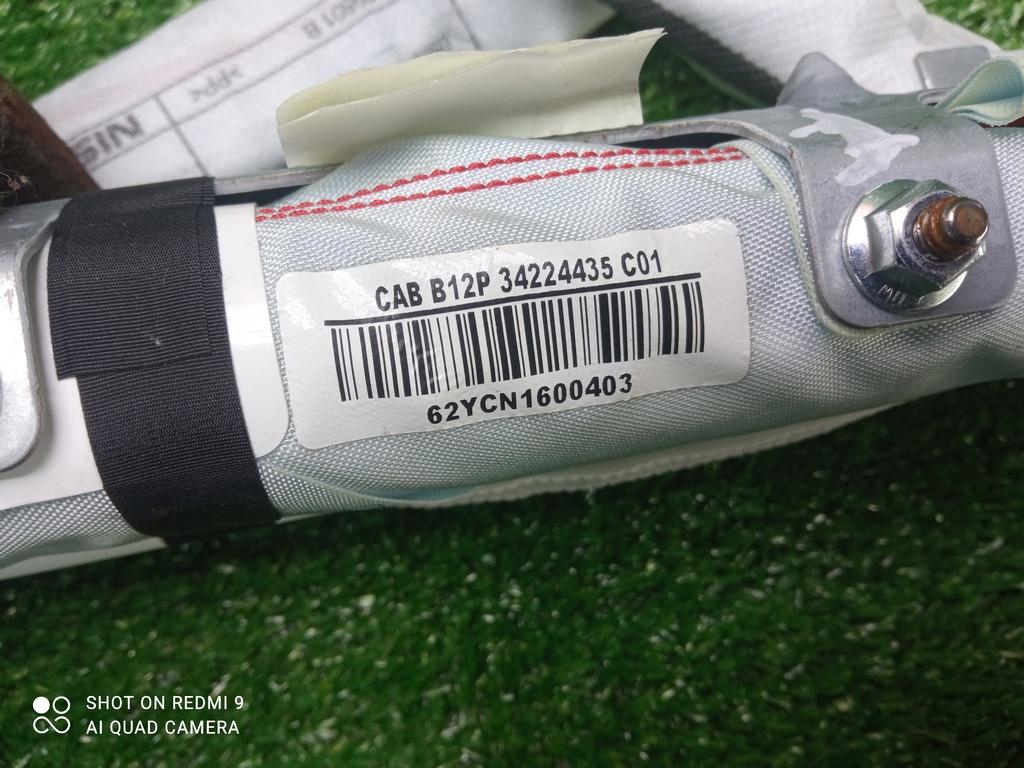 CAB B12P 34224435 C01
62YCN1600403
SHOT ON REDMI 9
AI QUAD CAMERA